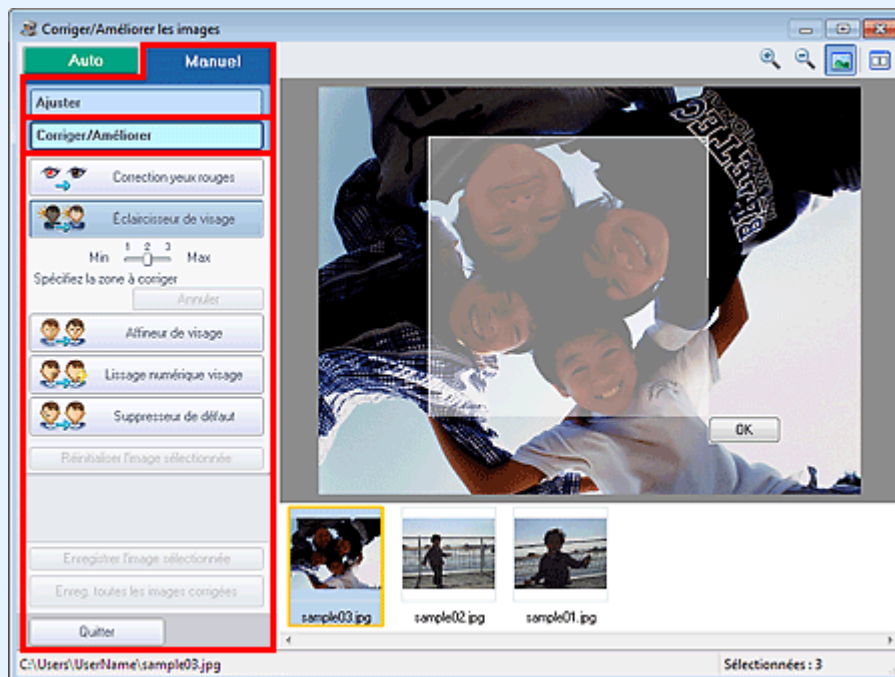 Corriger/Améliorer les images
Auto
Manuel
Ajuster
Corriger/Améliorer
Correction yeux rouges
Éclaircisseur de visage
1 2 3
Min Max
Spécifiez la zone à corriger
Annuler
Affineur de visage
Lissage numérique visage
Suppresseur de défaut
Réinitialiser l'image sélectionnée
Enregistrer l'image sélectionnée
Enreg. toutes les images corrigées
Quitter
OK
sample03.jpg
sample02.jpg
sample01.jpg
C:\Users\UserName\sample03.jpg
Sélectionnées : 3